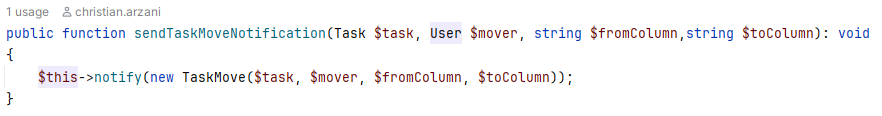 1 usage christian.arzani
public function sendTaskMoveNotification(Task $task, User $mover, string $fromColumn,string $toColumn): void
{
    $this->notify(new TaskMove($task, $mover, $fromColumn, $toColumn));
}